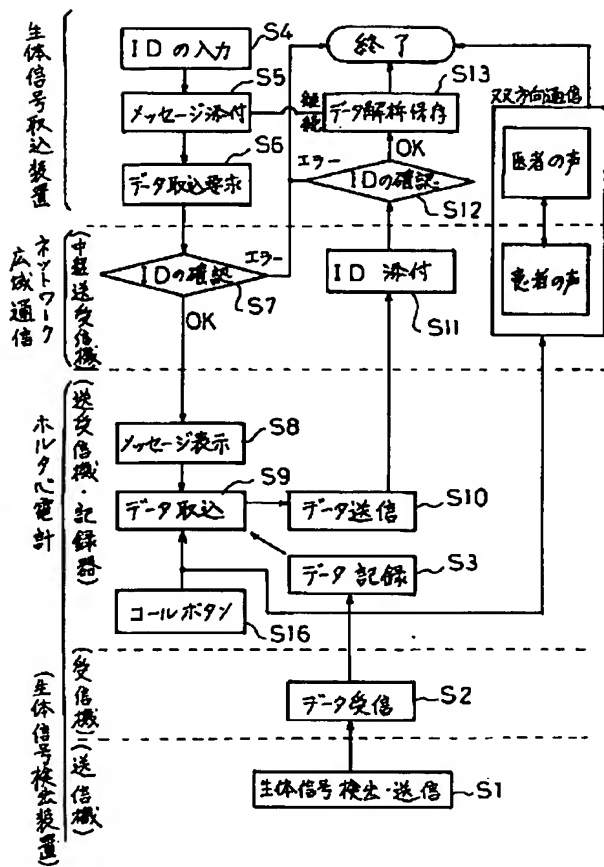 生体信号取込装置
IDの入力
S4
メッセージ添付
S5
データ取込要求
S6
終了
S13
継続
データ解析保存
OK
エラー
IDの確認
S12
双方向通信
医者の声
患者の声
広域通信
ネットワーク
(中継送受信機)
IDの確認
エラー
S7
OK
ID 添付
S11
ホルタ心電計
(送受信機・記録器)
メッセージ表示
S8
データ取込
S9
データ送信
S10
データ記録
S3
コールボタン
S16
(生体信号検出装置)
(受信機)
データ受信
S2
(送信機)
生体信号検出・送信
S1